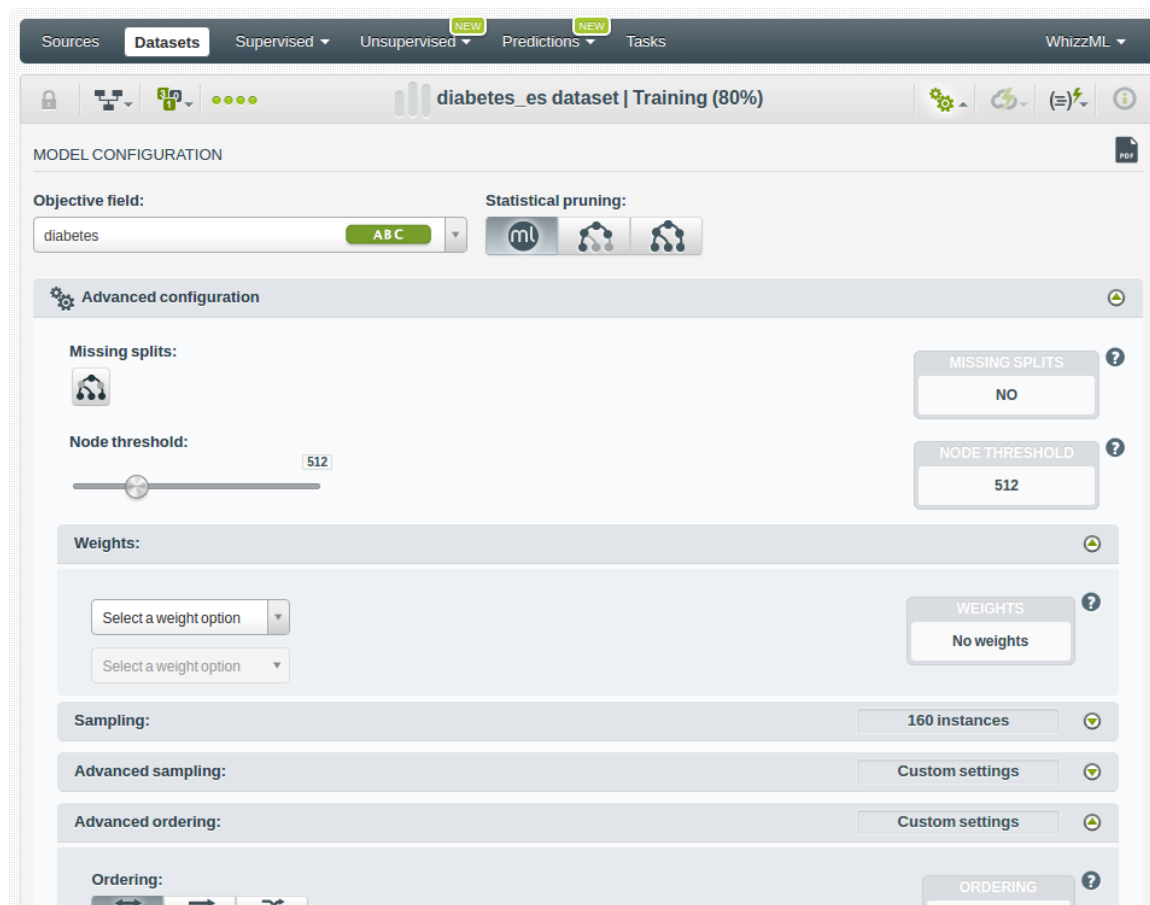 NEW NEW
Sources Datasets Supervised Unsupervised Predictions Tasks WhizzML
diabetes_es dataset | Training (80%)
MODEL CONFIGURATION PDF
Objective field: Statistical pruning:
diabetes ABC ml
Advanced configuration
Missing splits: MISSING SPLITS ?
NO
Node threshold: NODE THRESHOLD ?
512
512
Weights:
Select a weight option WEIGHTS ?
No weights
Select a weight option
Sampling: 160 instances
Advanced sampling: Custom settings
Advanced ordering: Custom settings
Ordering: ORDERING ?